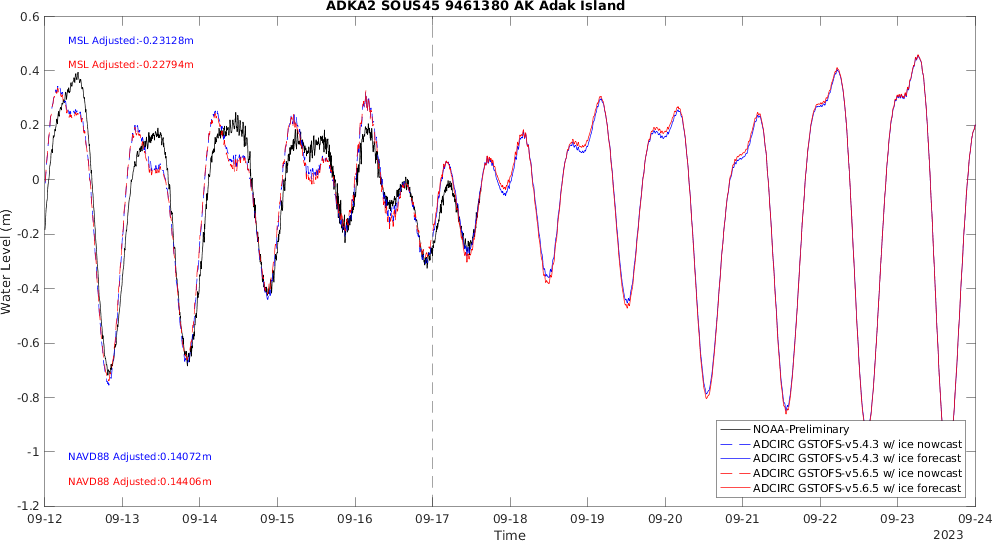 ADKA2 SOUS45 9461380 AK Adak Island
0.6
MSL Adjusted:-0.23128m
0.4
MSL Adjusted:-0.22794m
0.2
0
-0.2
Water Level (m)
-0.4
-0.6
-0.8
NOAA-Preliminary
ADCIRC GSTOFS-v5.4.3 w/ ice nowcast
-1
NAVD88 Adjusted:0.14072m
ADCIRC GSTOFS-v5.4.3 w/ ice forecast
ADCIRC GSTOFS-v5.6.5 w/ ice nowcast
NAVD88 Adjusted:0.14406m
ADCIRC GSTOFS-v5.6.5 w/ ice forecast
-1.2
09-12 09-13 09-14 09-15 09-16 09-17 09-18 09-19 09-20 09-21 09-22 09-23 09-24
Time
2023